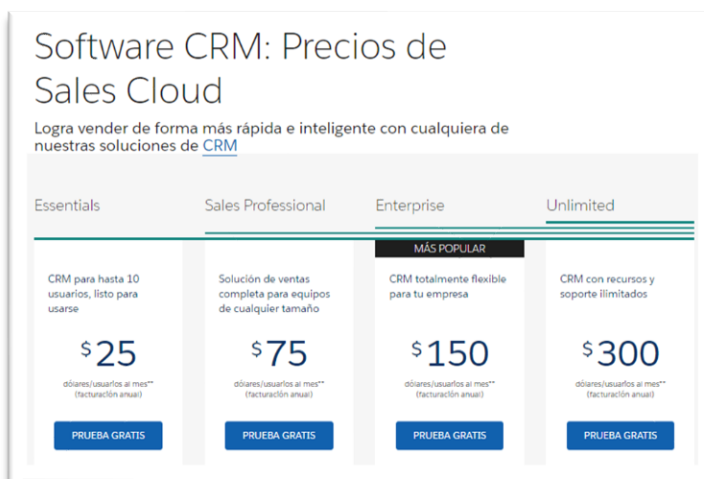 Software CRM: Precios de
Sales Cloud
Logra vender de forma más rápida e inteligente con cualquiera de
nuestras soluciones de CRM
Essentials
Sales Professional
Enterprise
Unlimited
MÁS POPULAR
CRM para hasta 10
usuarios, listo para
usarse
$25
dólares/usuarios al mes**
(facturación anual)
PRUEBA GRATIS
Solución de ventas
completa para equipos
de cualquier tamaño
$75
dólares/usuarios al mes**
(facturación anual)
PRUEBA GRATIS
CRM totalmente flexible
para tu empresa
$150
dólares/usuarios al mes**
(facturación anual)
PRUEBA GRATIS
CRM con recursos y
soporte ilimitados
$300
dólares/usuarios al mes**
(facturación anual)
PRUEBA GRATIS